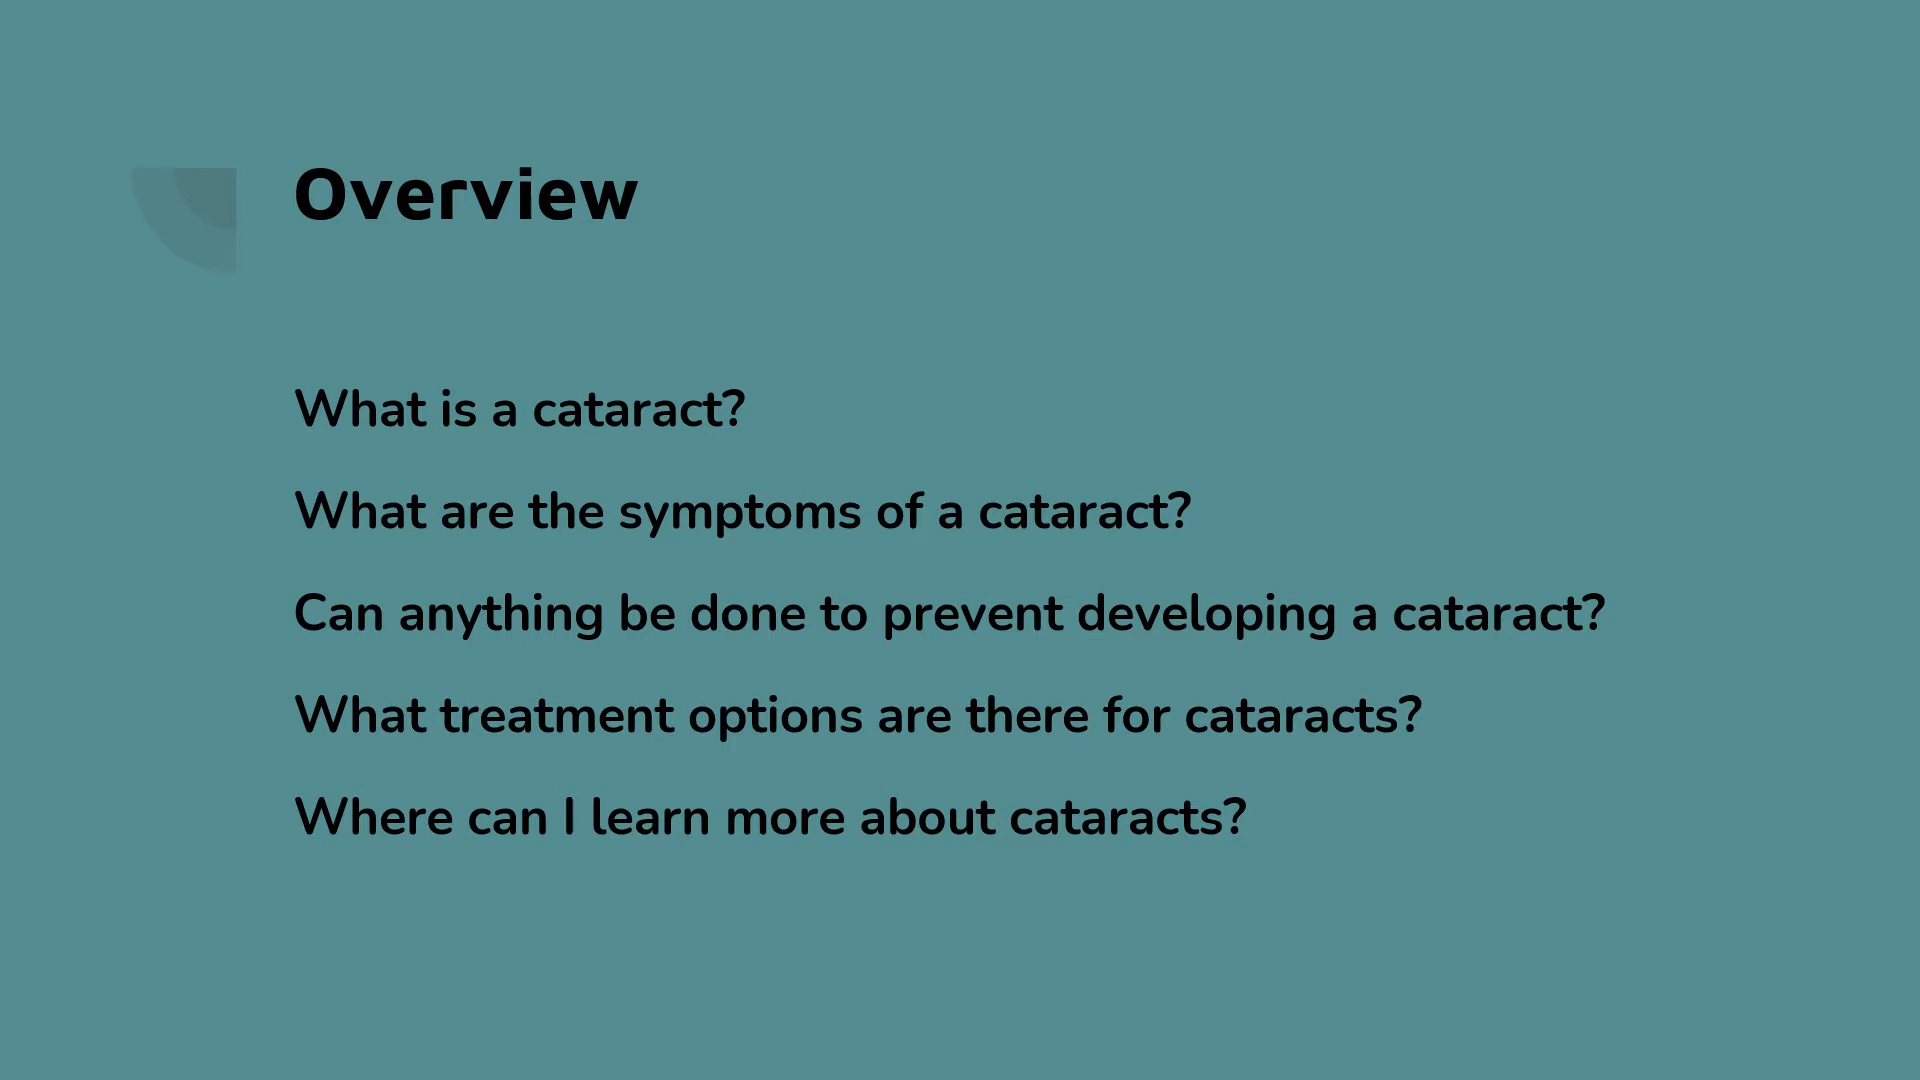 Overview
What is a cataract?
What are the symptoms of a cataract?
Can anything be done to prevent developing a cataract?
What treatment options are there for cataracts?
Where can I learn more about cataracts?